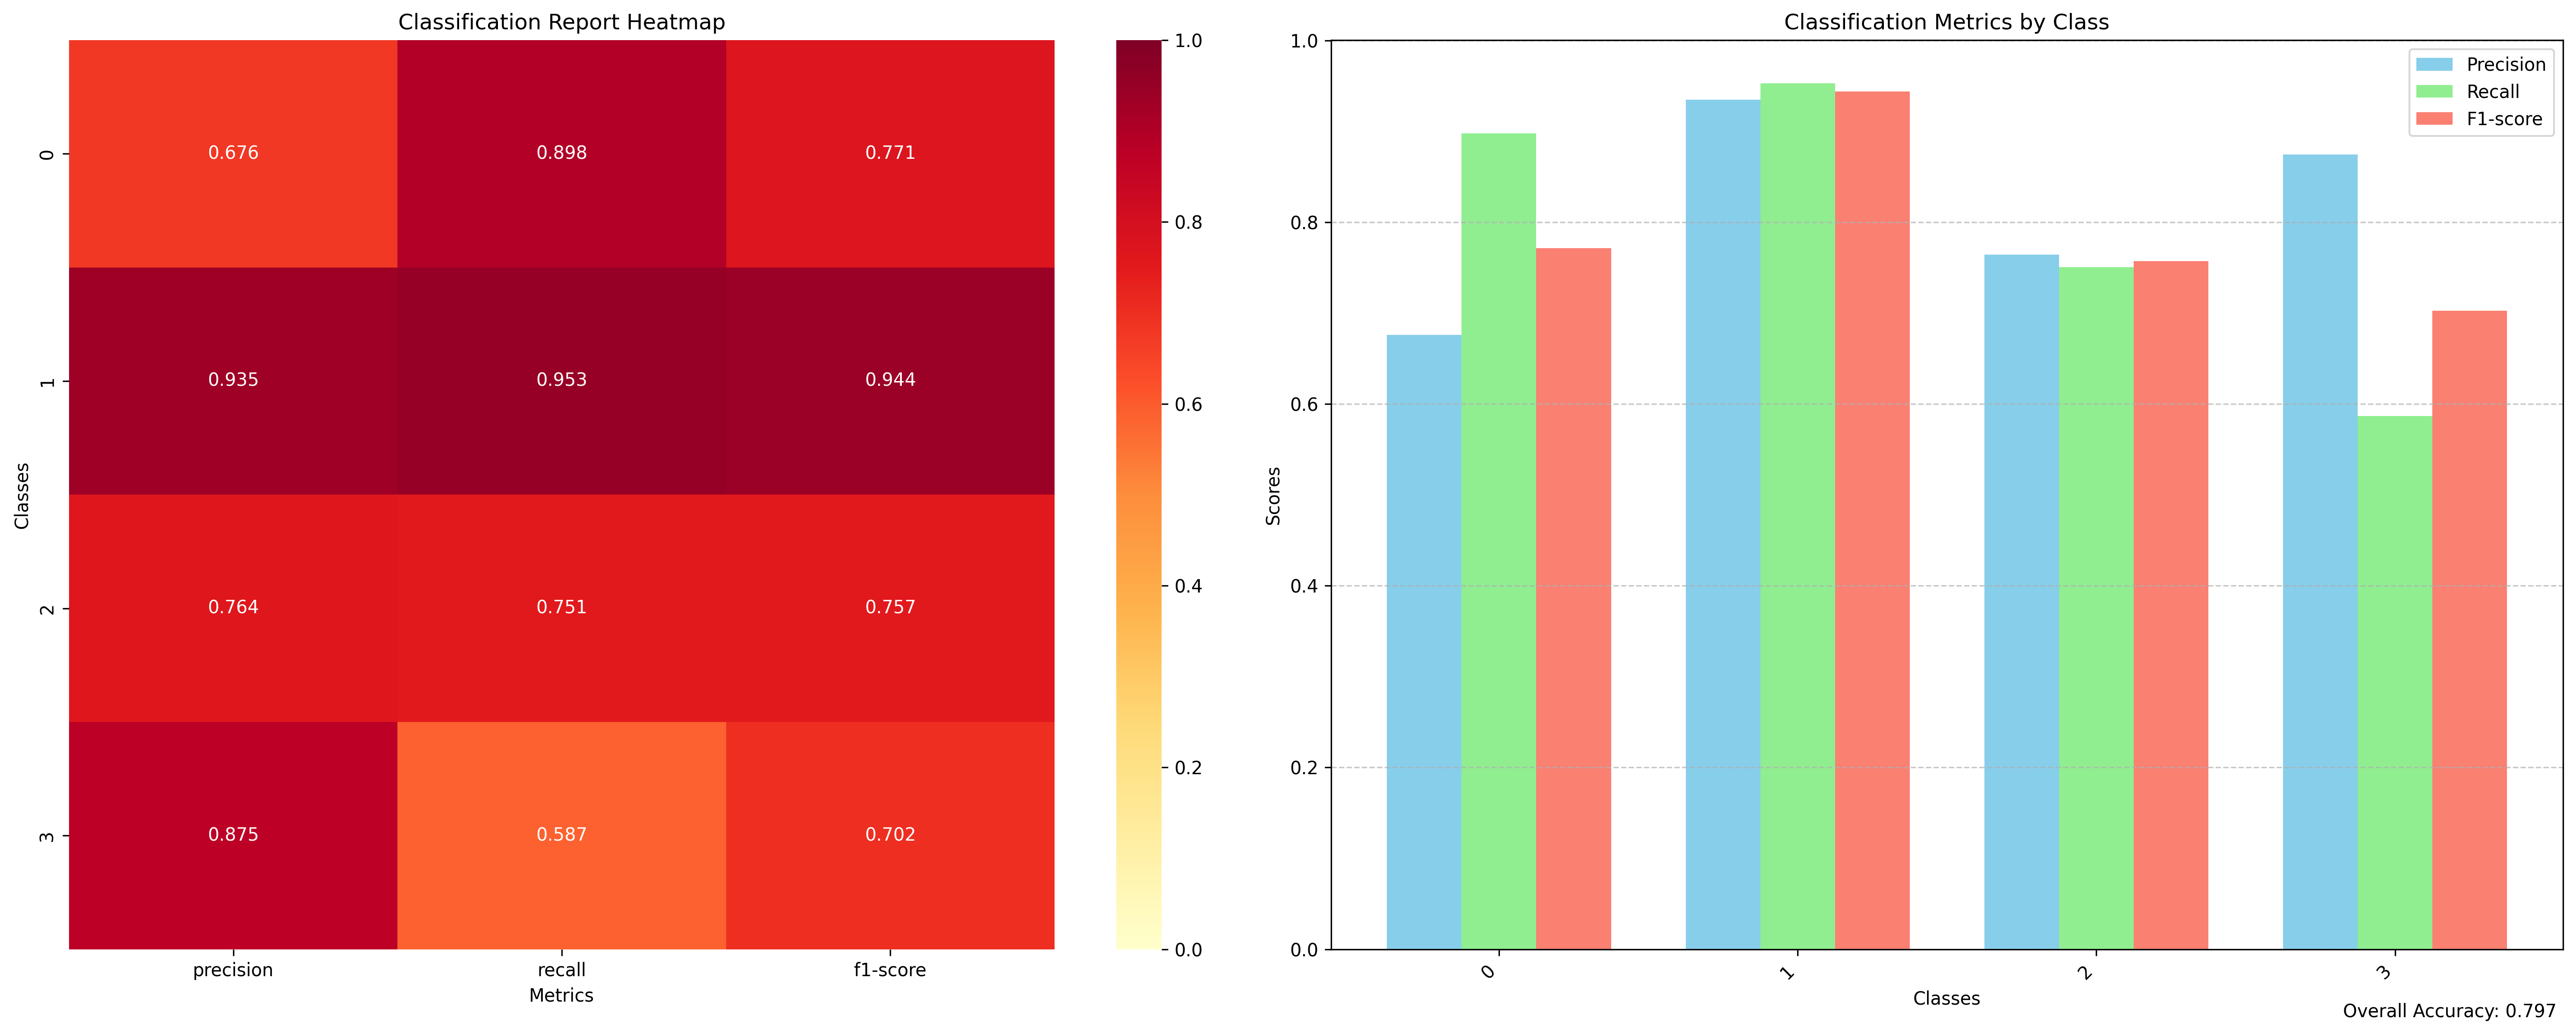 Classification Report Heatmap
0
1
2
3
Classes
0.676 0.898 0.771
0.935 0.953 0.944
0.764 0.751 0.757
0.875 0.587 0.702
precision recall f1-score
Metrics
1.0
0.8
0.6
0.4
0.2
0.0
Classification Metrics by Class
Precision
Recall
F1-score
1.0
0.8
0.6
0.4
0.2
0.0
Scores
0 1 2 3
Classes
Overall Accuracy: 0.797